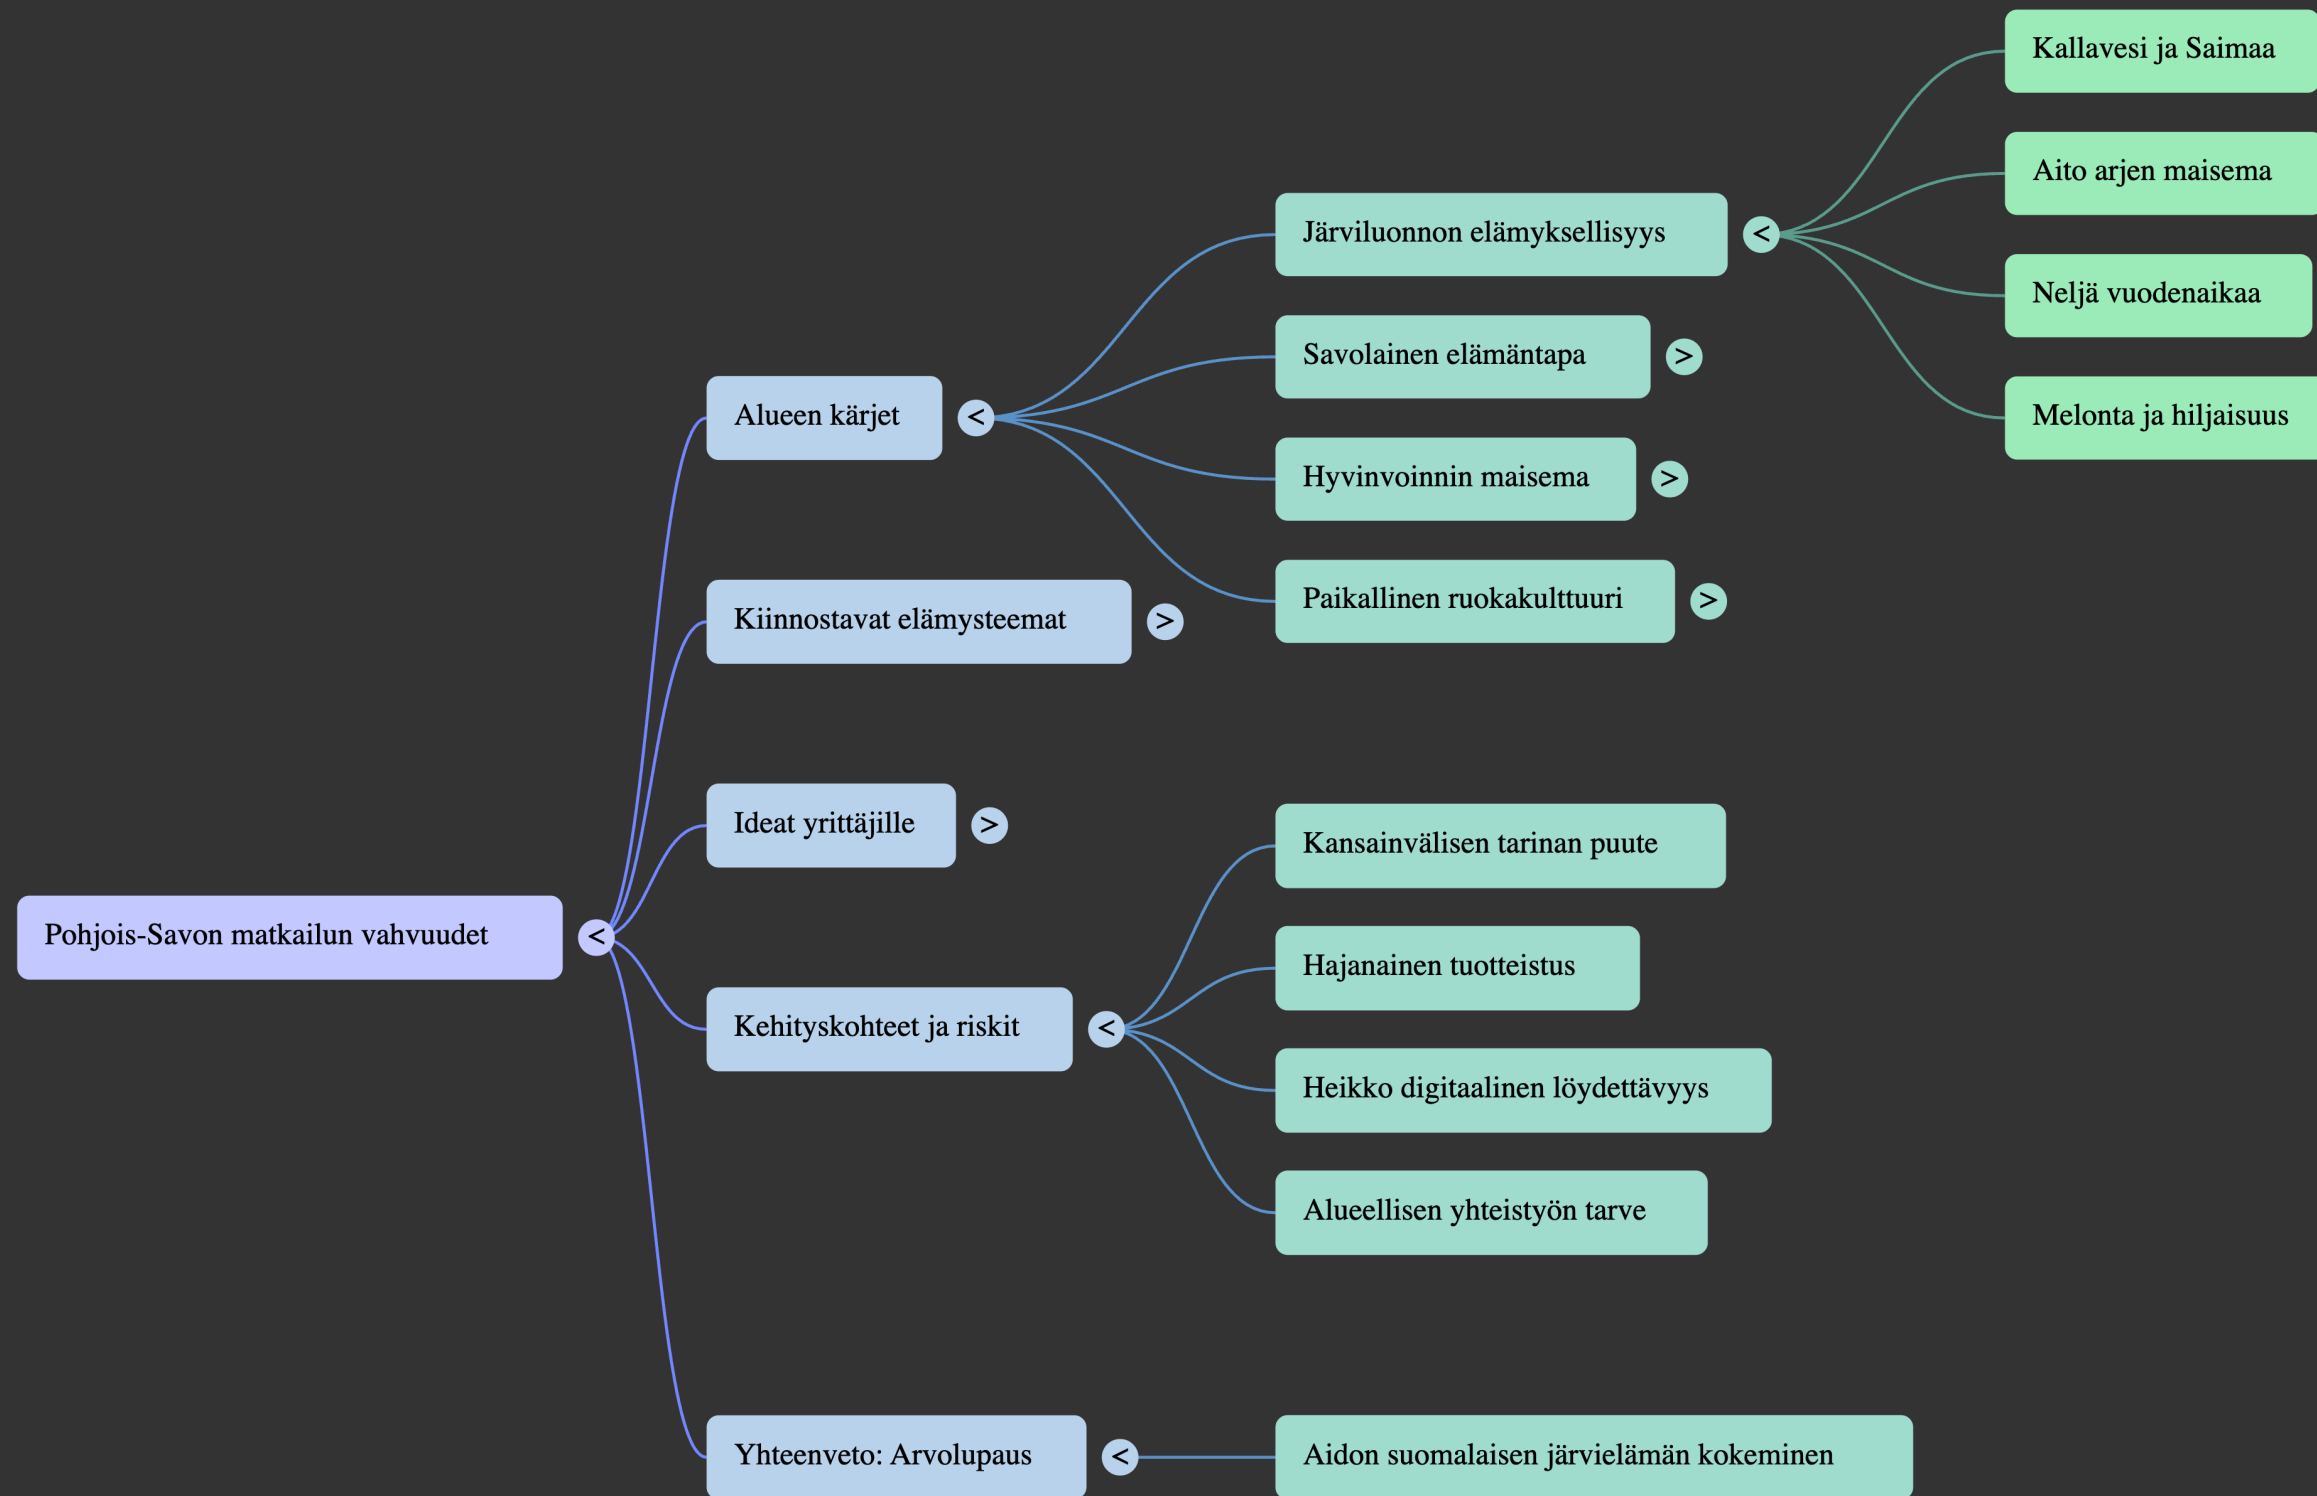 Pohjois-Savon matkailun vahvuudet
<
Alueen kärjet
<
Järviluonnon elämyksellisyys
<
Kallavesi ja Saimaa
Aito arjen maisema
Neljä vuodenaikaa
Melonta ja hiljaisuus
Savolainen elämäntapa
>
Hyvinvoinnin maisema
>
Paikallinen ruokakulttuuri
>
Kiinnostavat elämysteemat
>
Ideat yrittäjille
>
Kehityskohteet ja riskit
<
Kansainvälisen tarinan puute
Hajanainen tuotteistus
Heikko digitaalinen löydettävyys
Alueellisen yhteistyön tarve
Yhteenveto: Arvolupaus
<
Aidon suomalaisen järvielämän kokeminen